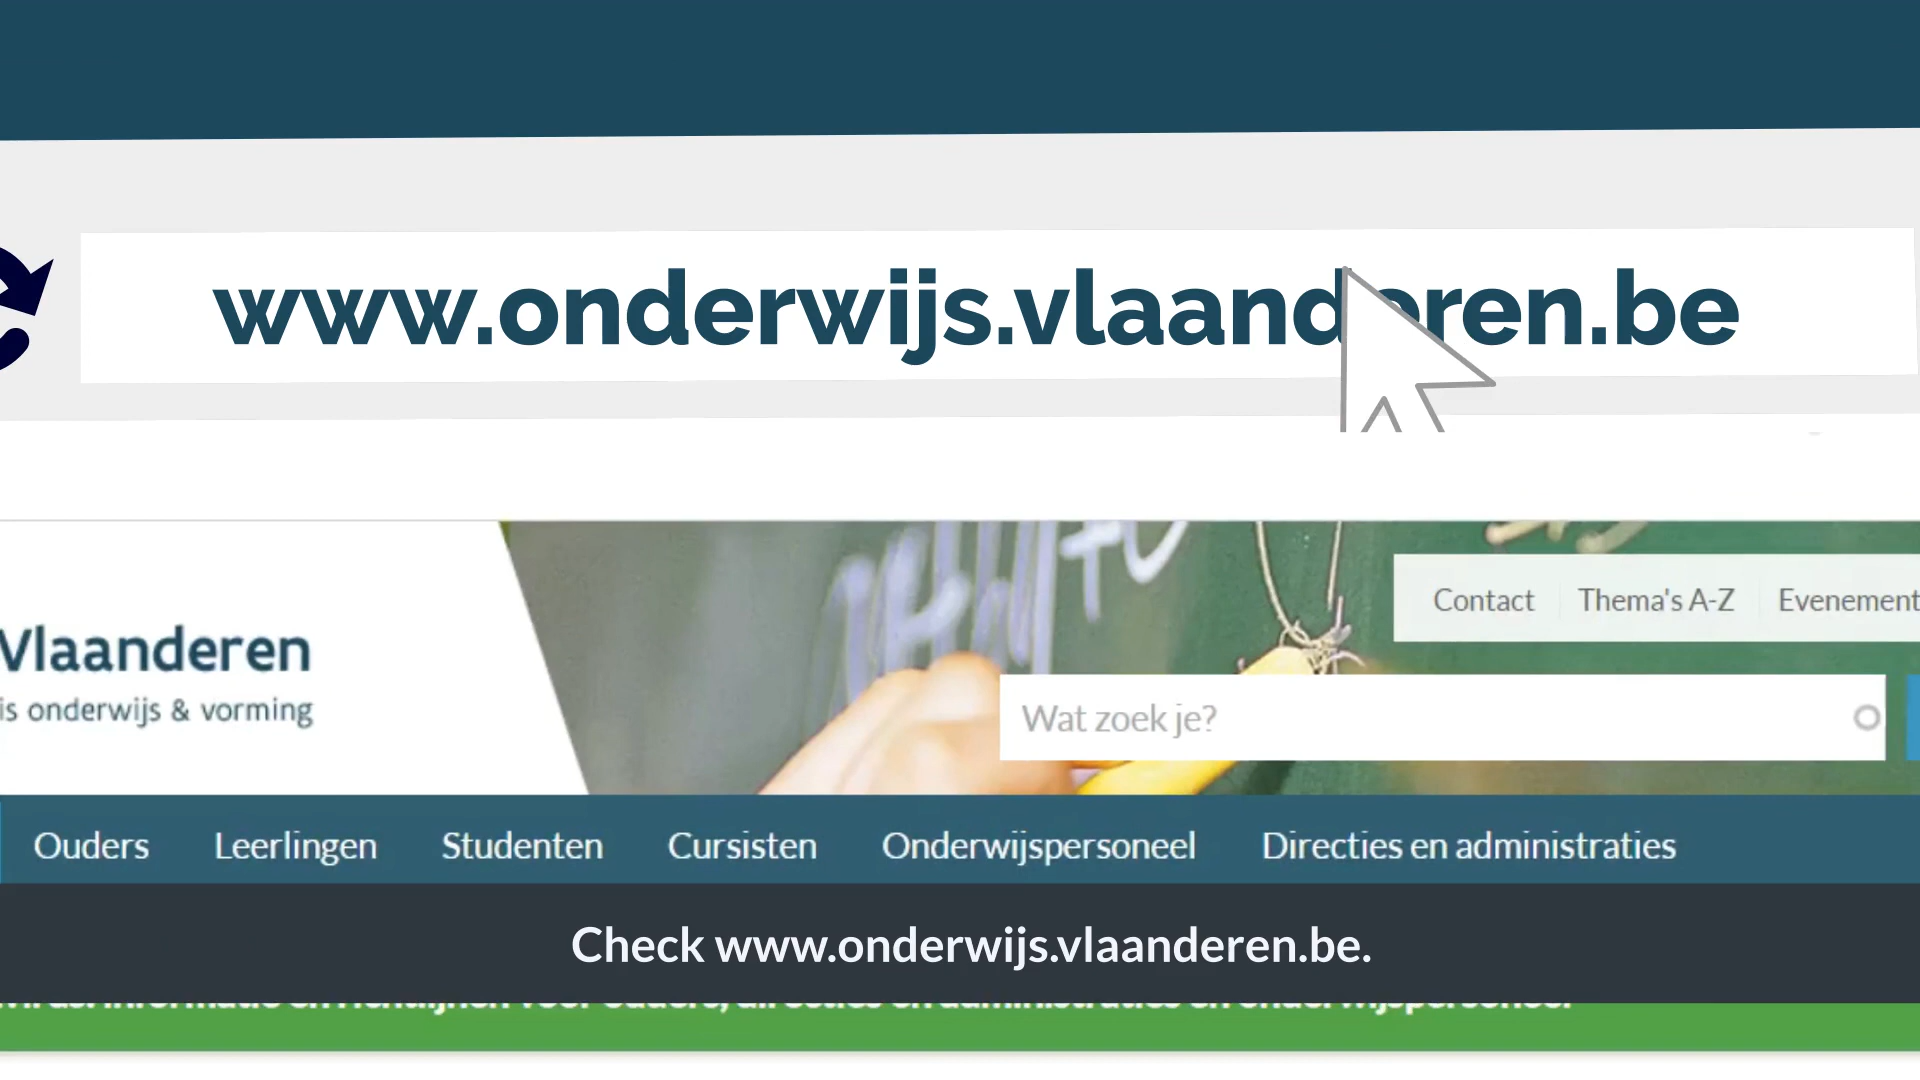 www.onderwijs.vlaanderen.be
Contact Thema's A-Z Evenement
Vlaanderen
is onderwijs & vorming
Wat zoek je?
Ouders Leerlingen Studenten Cursisten Onderwijspersoneel Directies en administraties
Check www.onderwijs.vlaanderen.be.